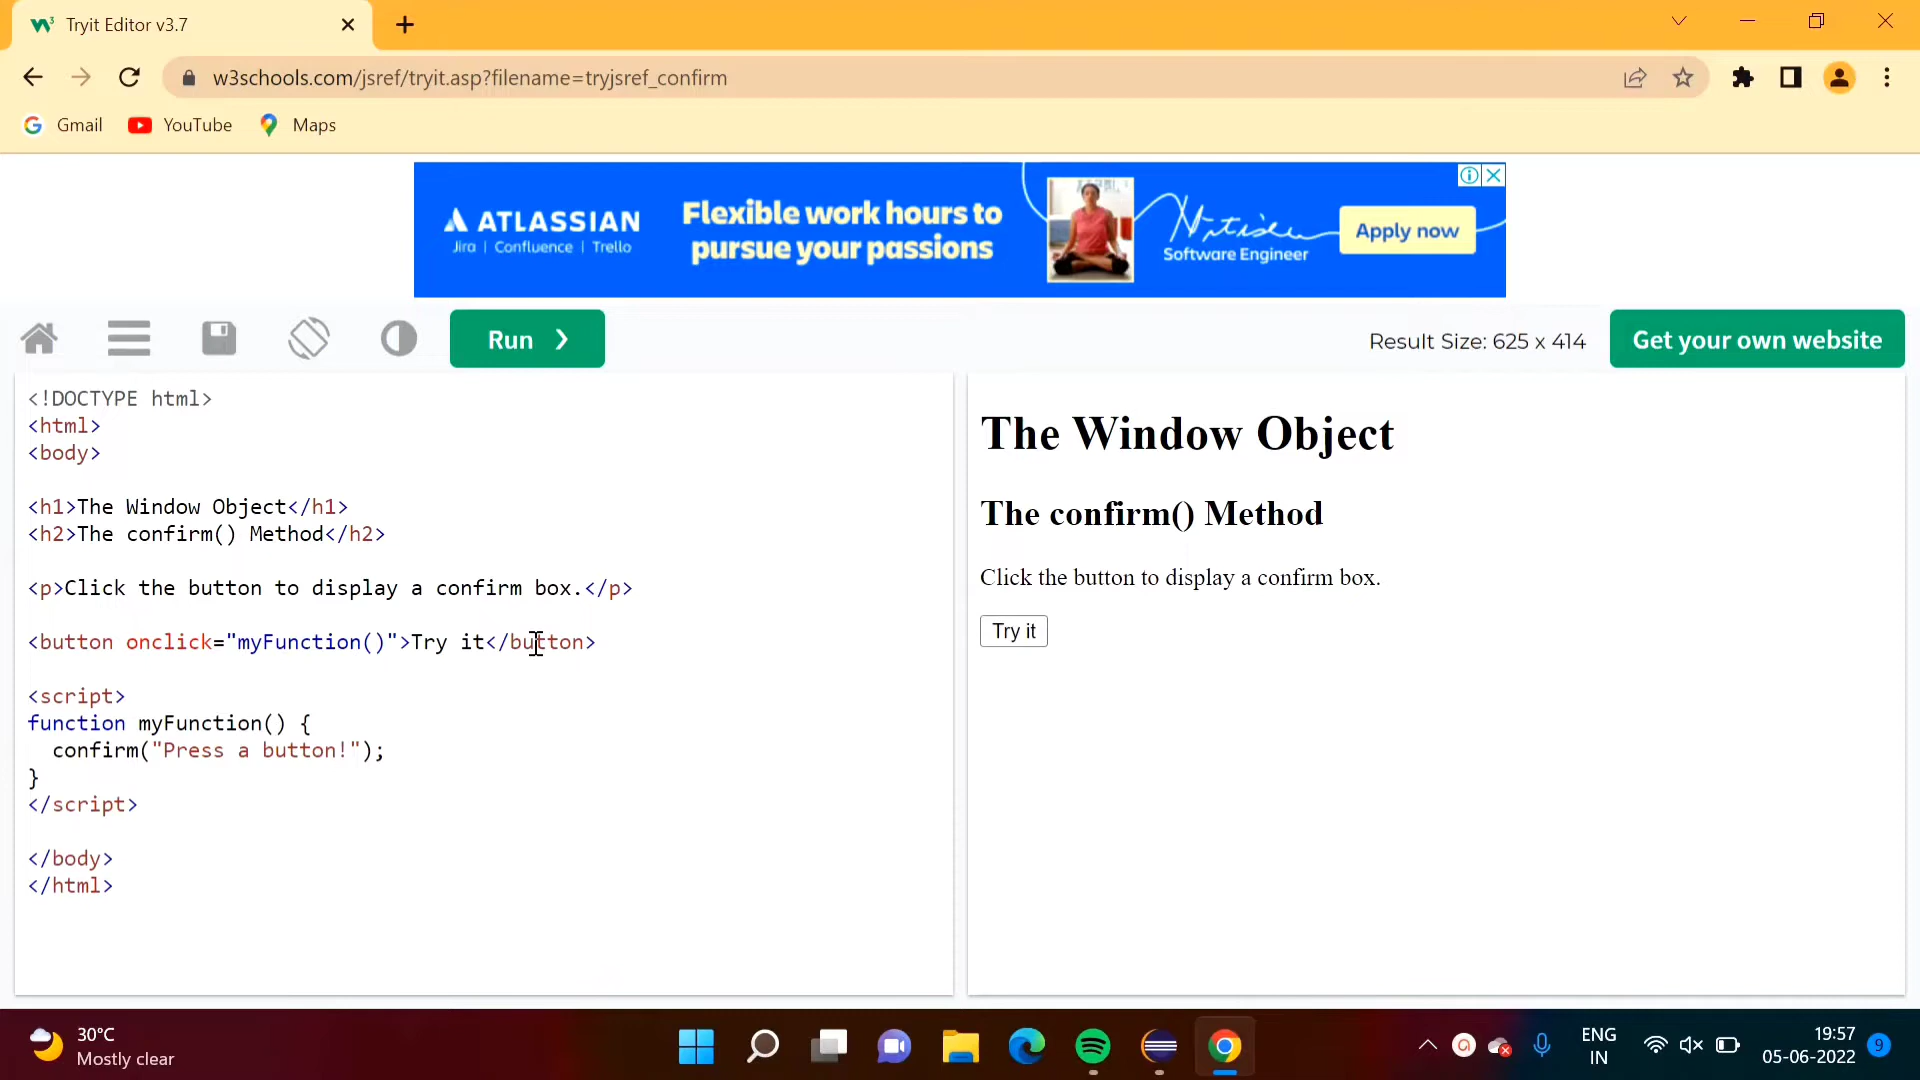 Tryit Editor v3.7
w3schools.com/jsref/tryit.asp?filename=tryjsref_confirm
Gmail
YouTube
Maps
ATLASSIAN
Jira | Confluence | Trello
Flexible work hours to
pursue your passions
Software Engineer
Apply now
Run
Result Size: 625 x 414
Get your own website
<!DOCTYPE html>
<html>
<body>
<h1>The Window Object</h1>
<h2>The confirm() Method</h2>
<p>Click the button to display a confirm box.</p>
<button onclick="myFunction()">Try it</button>
<script>
function myFunction() {
  confirm("Press a button!");
}
</script>
</body>
</html>
The Window Object
The confirm() Method
Click the button to display a confirm box.
Try it
30°C
Mostly clear
ENG
IN
19:57
05-06-2022
9